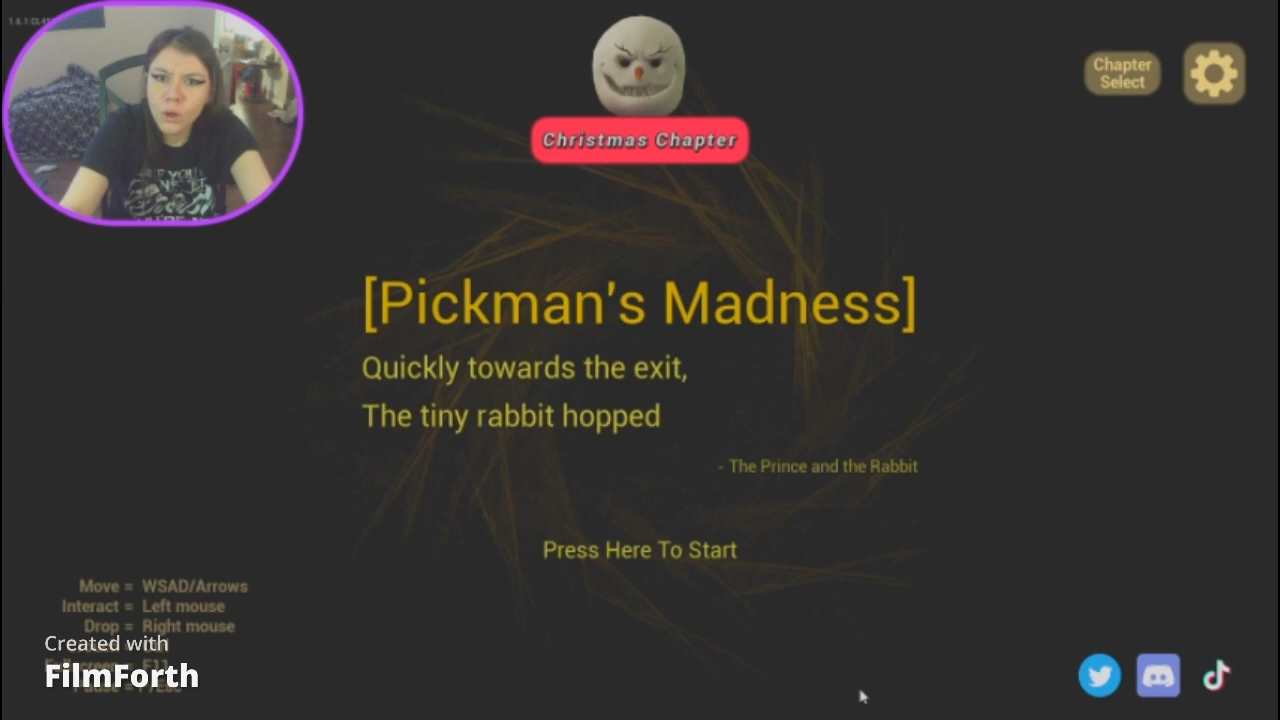 Christmas Chapter
Chapter
Select
[Pickman's Madness]
Quickly towards the exit,
The tiny rabbit hopped
- The Prince and the Rabbit
Press Here To Start
Move = WSAD/Arrows
Interact = Left mouse
Drop = Right mouse
Created with
FilmForth